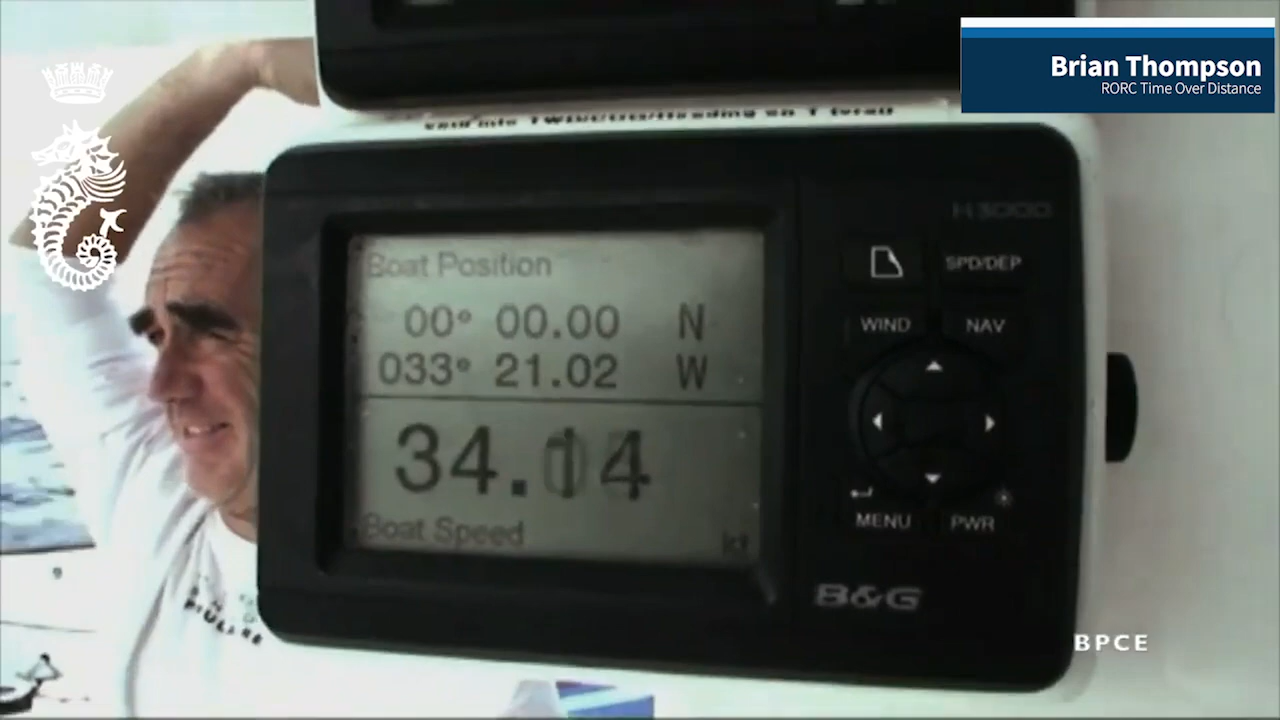 Brian Thompson
RORC Time Over Distance
H3000
Boat Position
00° 00.00 N
033° 21.02 W
34.14
Boat Speed
kt
SPD/DEP
WIND
NAV
MENU
PWR
B&G
BPCE